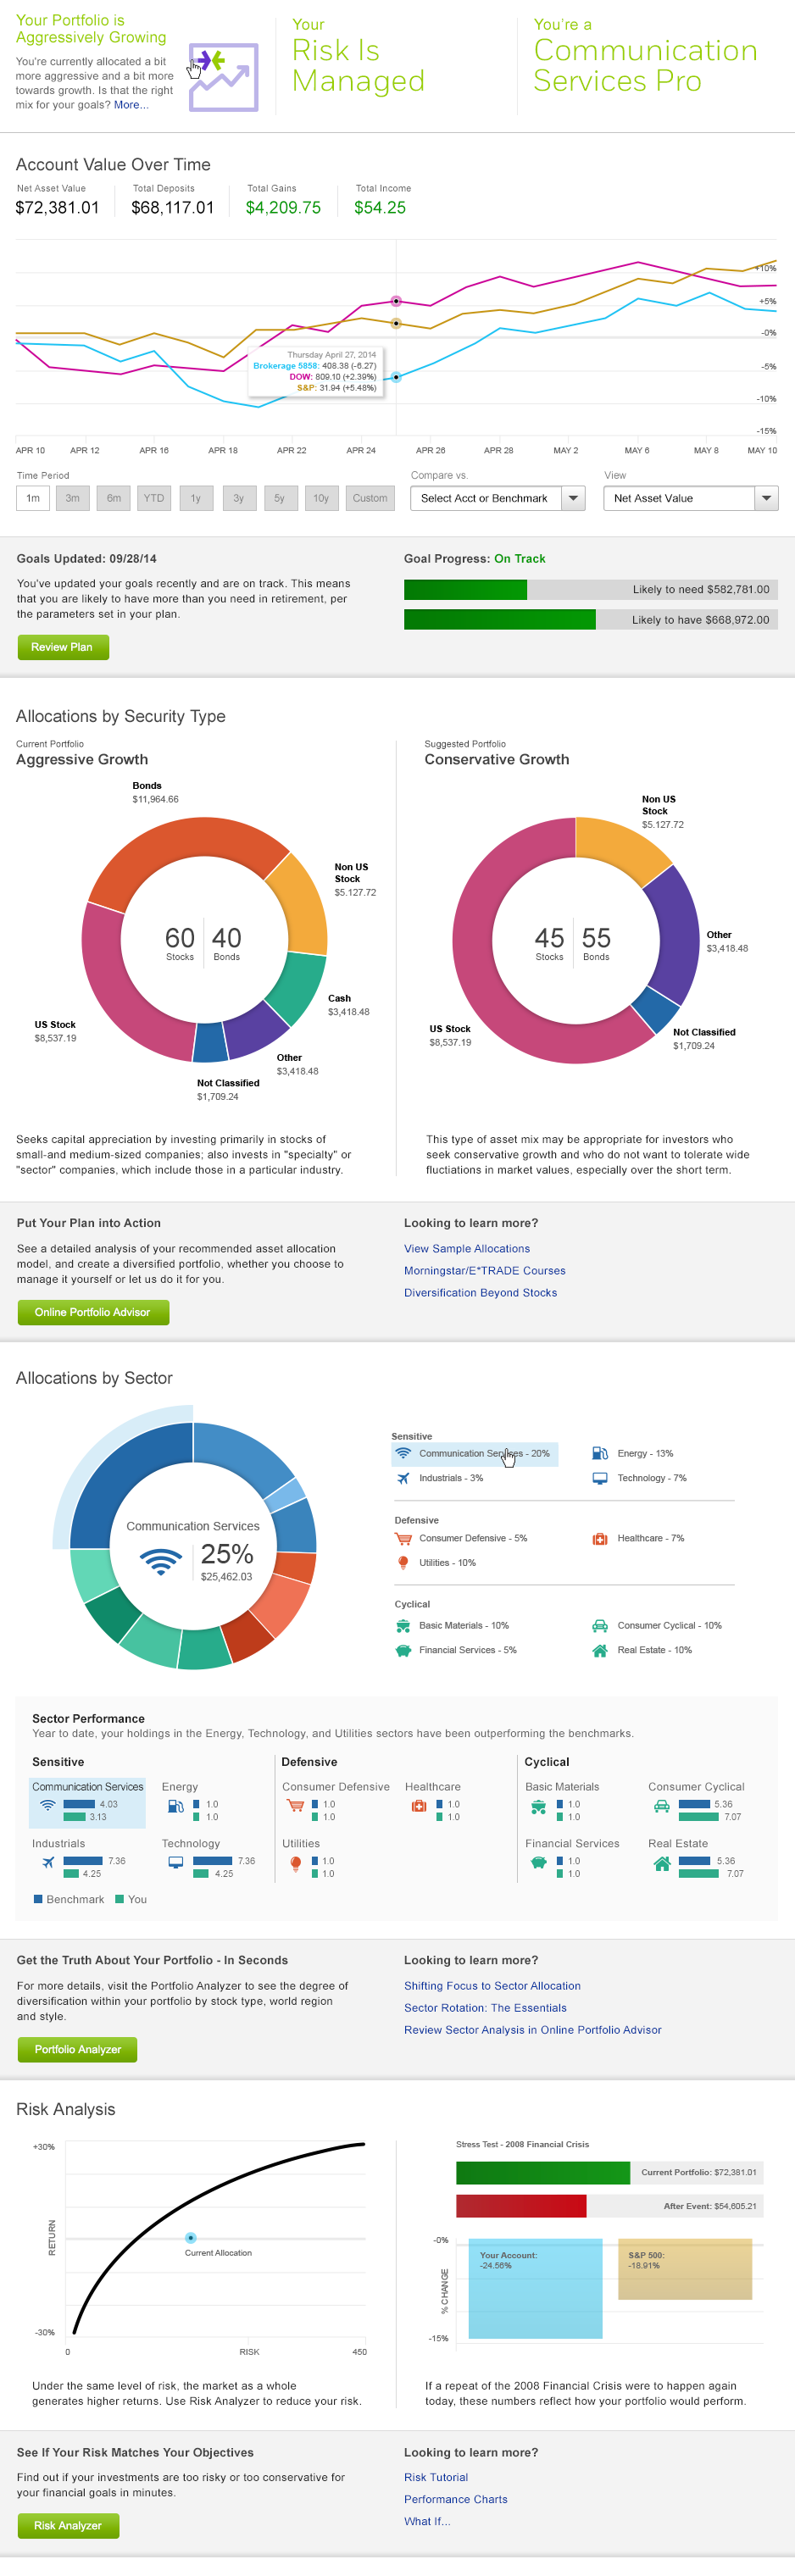 Your Portfolio is
Aggressively Growing
You're currently allocated a bit
more aggressive and a bit more
towards growth. Is that the right
mix for your goals? More...
Your
Risk Is
Managed
You're a
Communication
Services Pro
Account Value Over Time
Net Asset Value
$72,381.01
Total Deposits
$68,117.01
Total Gains
$4,209.75
Total Income
$54.25
+10%
+5%
-0%
-5%
-10%
-15%
Thursday April 27, 2014
Brokerage 5858: 408.38 (-6.27)
DOW: 809.10 (+2.39%)
S&P: 31.94 (+5.48%)
APR 10 APR 12 APR 16 APR 18 APR 22 APR 24 APR 26 APR 28 MAY 2 MAY 6 MAY 8 MAY 10
Time Period
1m 3m 6m YTD 1y 3y 5y 10y Custom
Compare vs.
Select Acct or Benchmark
View
Net Asset Value
Goals Updated: 09/28/14
You've updated your goals recently and are on track. This means
that you are likely to have more than you need in retirement, per
the parameters set in your plan.
Review Plan
Goal Progress: On Track
Likely to need $582,781.00
Likely to have $668,972.00
Allocations by Security Type
Current Portfolio
Aggressive Growth
Bonds
$11,964.66
Non US
Stock
$5.127.72
Cash
$3,418.48
Other
$3,418.48
Not Classified
$1,709.24
US Stock
$8,537.19
60 40
Stocks Bonds
Seeks capital appreciation by investing primarily in stocks of
small-and medium-sized companies; also invests in "specialty" or
"sector" companies, which include those in a particular industry.
Suggested Portfolio
Conservative Growth
Non US
Stock
$5.127.72
Other
$3,418.48
Not Classified
$1,709.24
US Stock
$8,537.19
45 55
Stocks Bonds
This type of asset mix may be appropriate for investors who
seek conservative growth and who do not want to tolerate wide
fluctiations in market values, especially over the short term.
Put Your Plan into Action
See a detailed analysis of your recommended asset allocation
model, and create a diversified portfolio, whether you choose to
manage it yourself or let us do it for you.
Online Portfolio Advisor
Looking to learn more?
View Sample Allocations
Morningstar/E*TRADE Courses
Diversification Beyond Stocks
Allocations by Sector
Communication Services
25%
$25,462.03
Sensitive
Communication Services - 20%
Energy - 13%
Industrials - 3%
Technology - 7%
Defensive
Consumer Defensive - 5%
Healthcare - 7%
Utilities - 10%
Cyclical
Basic Materials - 10%
Consumer Cyclical - 10%
Financial Services - 5%
Real Estate - 10%
Sector Performance
Year to date, your holdings in the Energy, Technology, and Utilities sectors have been outperforming the benchmarks.
Sensitive
Communication Services
4.03
3.13
Energy
1.0
1.0
Industrials
7.36
4.25
Technology
7.36
4.25
Defensive
Consumer Defensive
1.0
1.0
Healthcare
1.0
1.0
Utilities
1.0
1.0
Cyclical
Basic Materials
1.0
1.0
Consumer Cyclical
5.36
7.07
Financial Services
1.0
1.0
Real Estate
5.36
7.07
Benchmark You
Get the Truth About Your Portfolio - In Seconds
For more details, visit the Portfolio Analyzer to see the degree of
diversification within your portfolio by stock type, world region
and style.
Portfolio Analyzer
Looking to learn more?
Shifting Focus to Sector Allocation
Sector Rotation: The Essentials
Review Sector Analysis in Online Portfolio Advisor
Risk Analysis
+30%
RETURN
-30%
Current Allocation
0 RISK 450
Under the same level of risk, the market as a whole
generates higher returns. Use Risk Analyzer to reduce your risk.
Stress Test - 2008 Financial Crisis
Current Portfolio: $72,381.01
After Event: $54,605.21
-0%
% CHANGE
-15%
Your Account:
-24.56%
S&P 500:
-18.91%
If a repeat of the 2008 Financial Crisis were to happen again
today, these numbers reflect how your portfolio would perform.
See If Your Risk Matches Your Objectives
Find out if your investments are too risky or too conservative for
your financial goals in minutes.
Risk Analyzer
Looking to learn more?
Risk Tutorial
Performance Charts
What If...